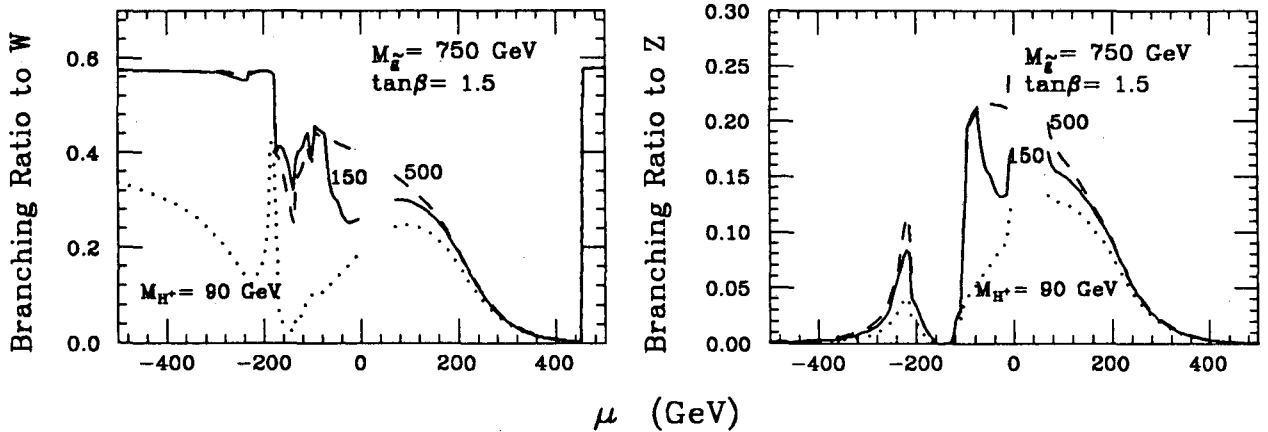 Branching Ratio to W
0.8
0.6
0.4
0.2
0.0
M_g̃ = 750 GeV
tanβ = 1.5
150
500
M_H⁺ = 90 GeV
−400
−200
0
200
400
Branching Ratio to Z
0.30
0.25
0.20
0.15
0.10
0.05
0.00
M_g̃ = 750 GeV
tanβ = 1.5
500
150
M_H⁺ = 90 GeV
−400
−200
0
200
400
μ (GeV)